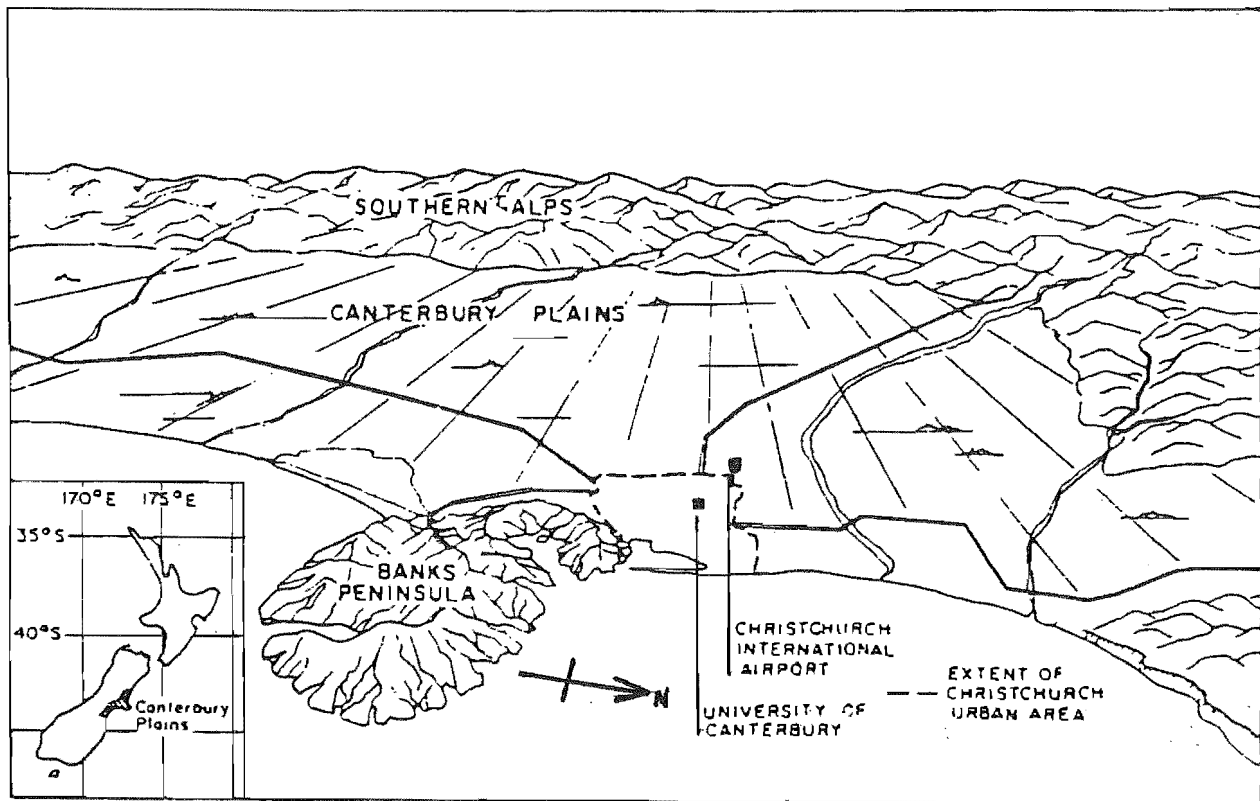 SOUTHERN ALPS
CANTERBURY PLAINS
170°E 175°E
35°S
40°S
Canterbury
Plains
BANKS
PENINSULA
N
CHRISTCHURCH
INTERNATIONAL
AIRPORT
UNIVERSITY OF
CANTERBURY
EXTENT OF
CHRISTCHURCH
URBAN AREA